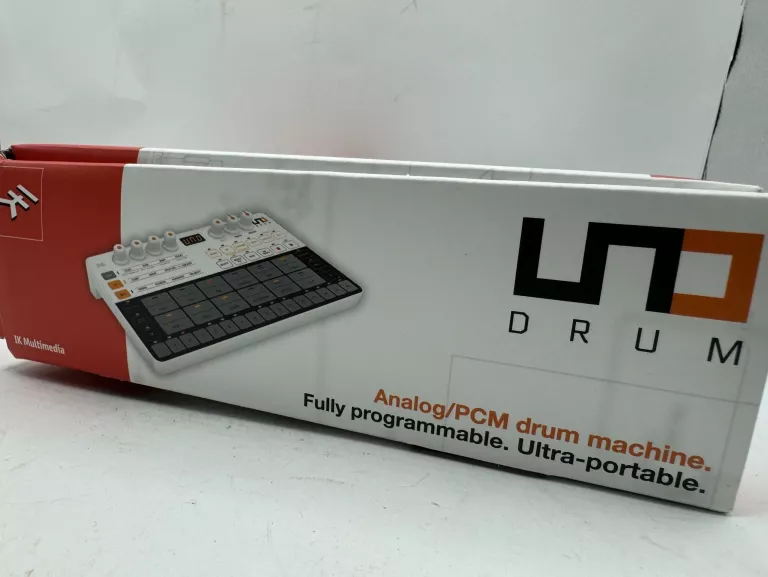 IK
UNO
DRUM
IK Multimedia
Analog/PCM drum machine.
Fully programmable. Ultra-portable.